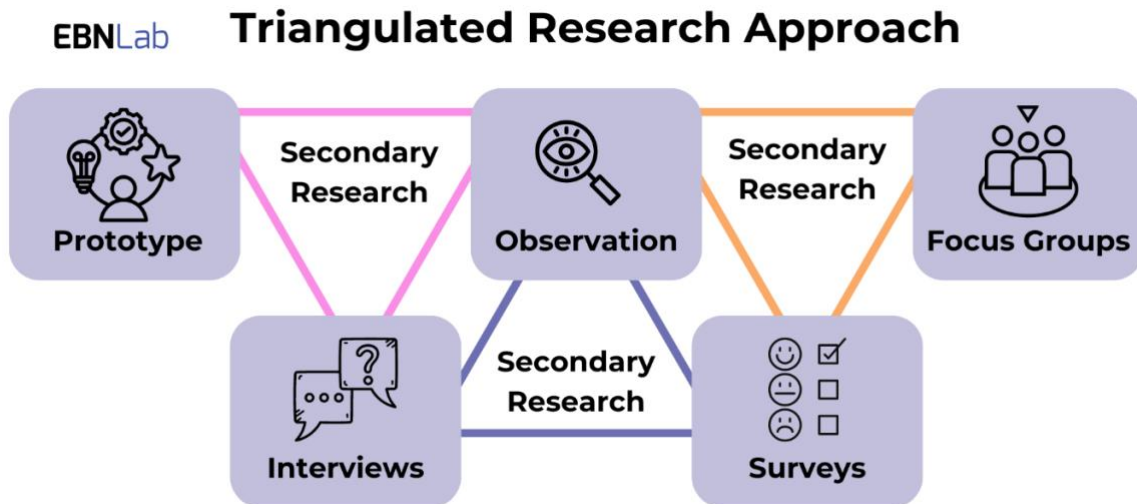 EBNLab
Triangulated Research Approach
Prototype
Secondary
Research
Observation
Secondary
Research
Focus Groups
Interviews
?
Secondary
Research
Surveys